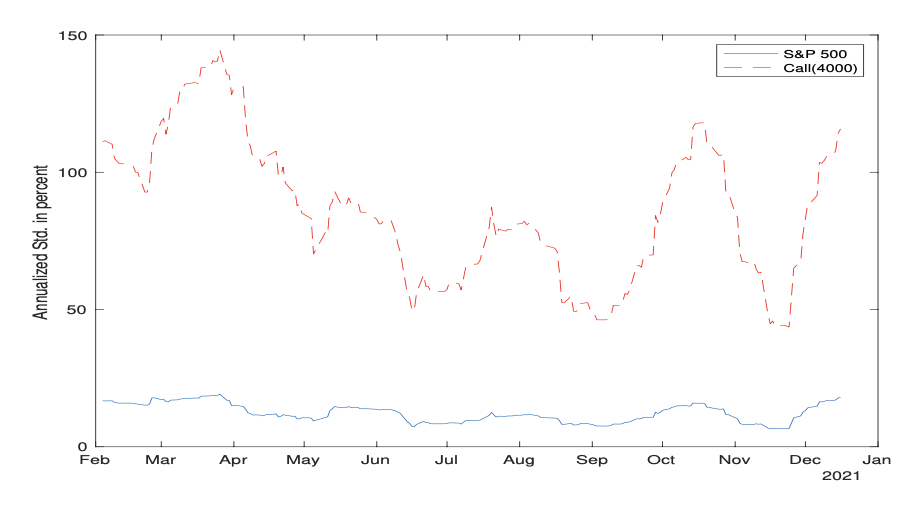 150
100
50
0
Annualized Std. in percent
S&P 500
Call(4000)
Feb Mar Apr May Jun Jul Aug Sep Oct Nov Dec Jan
2021